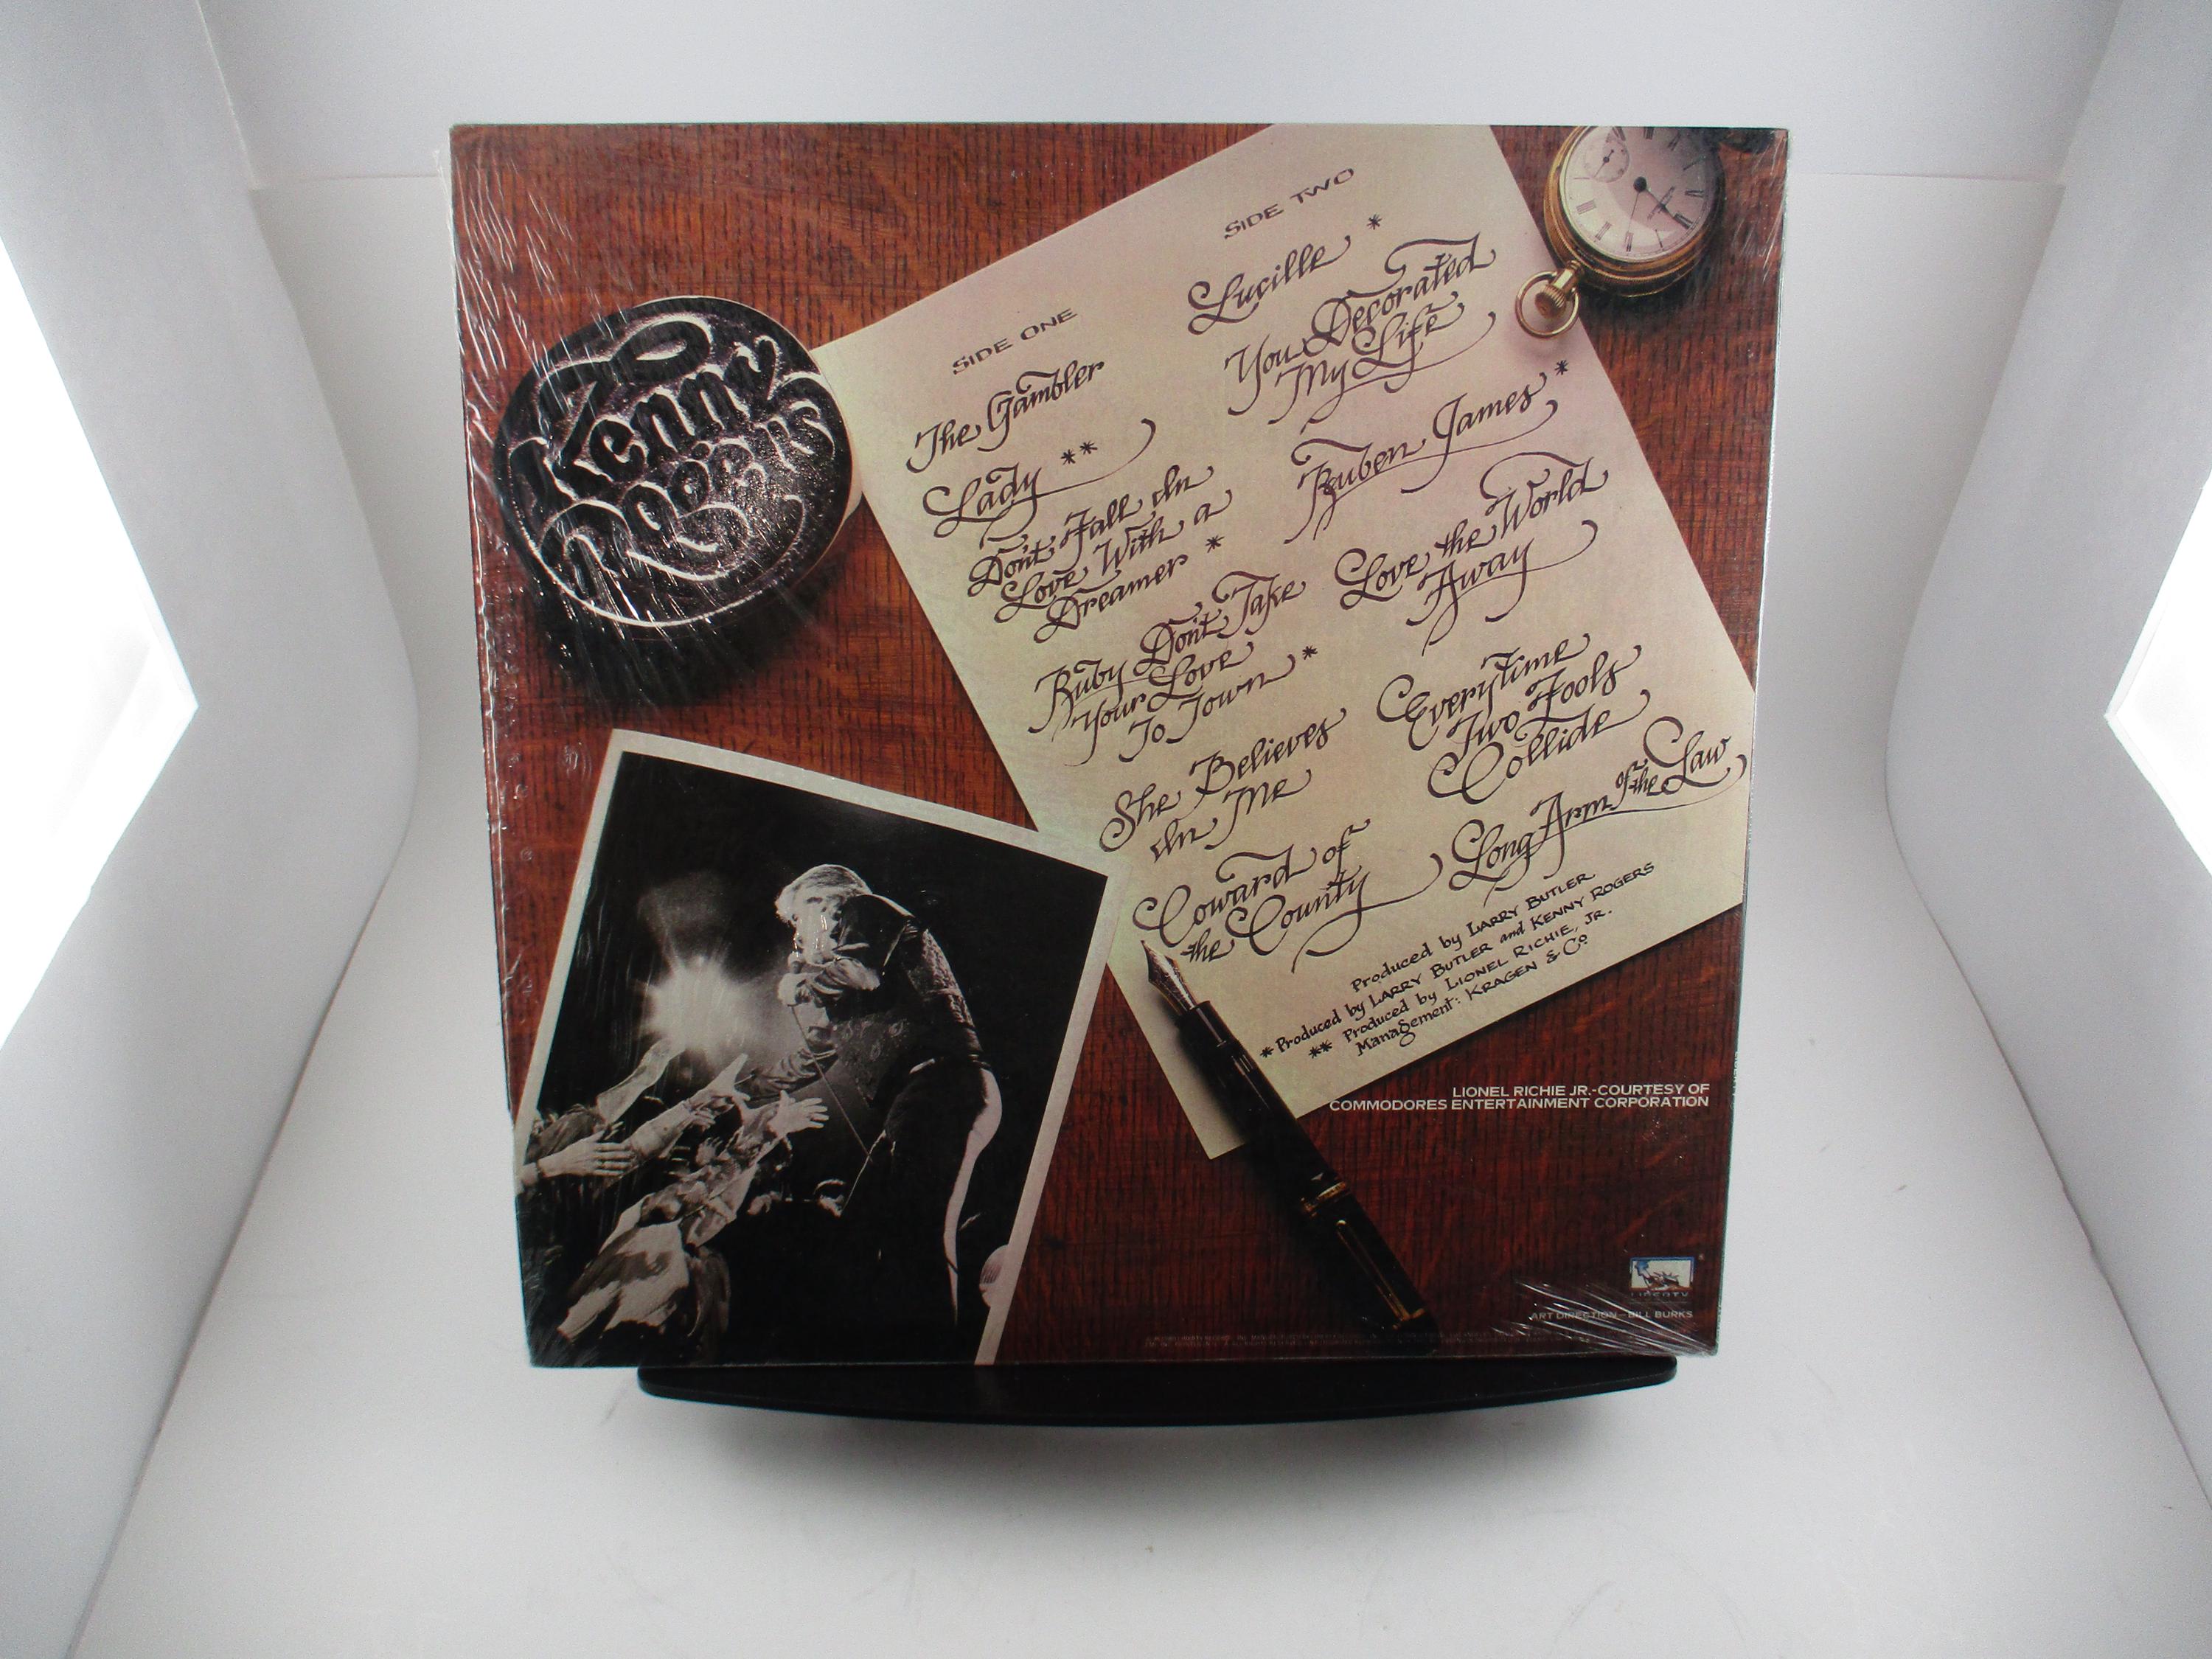 Kenny
Rogers
SIDE ONE
The Gambler
Lady **
Don't Fall In
Love With a
Dreamer *
Ruby Don't Take
Your Love
To Town *
She Believes
In Me
Coward of
the County
SIDE TWO
Lucille *
You Decorated
My Life
Ruben James *
Love the World
Away
Everytime
Two Fools
Collide
Long Arm Of the Law
Produced by LARRY BUTLER
* Produced by LARRY BUTLER and KENNY ROGERS
** Produced by LIONEL RICHIE, JR.
Management: KRAGEN & Co
LIONEL RICHIE JR.-COURTESY OF
COMMODORES ENTERTAINMENT CORPORATION
LIBERTY
ART DIRECTION—BILL BURKS